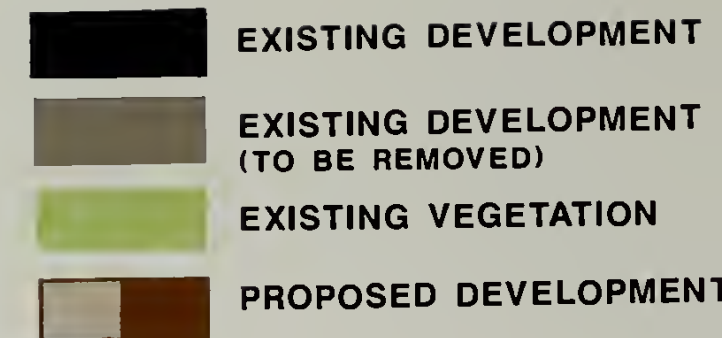 EXISTING DEVELOPMENT
EXISTING DEVELOPMENT
(TO BE REMOVED)
EXISTING VEGETATION
PROPOSED DEVELOPMENT